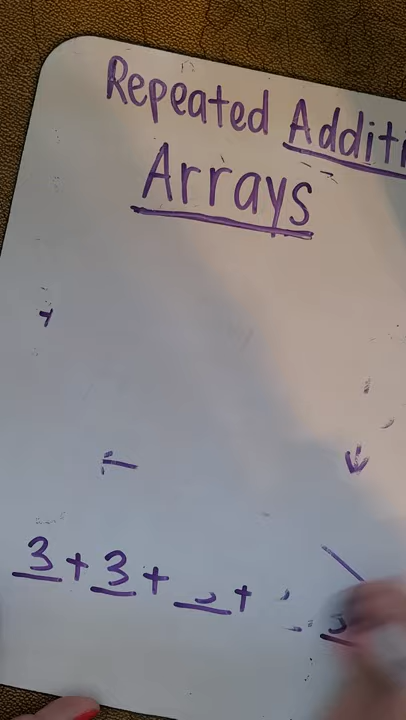 Repeated Additi
Arrays
3 + 3 + _ +